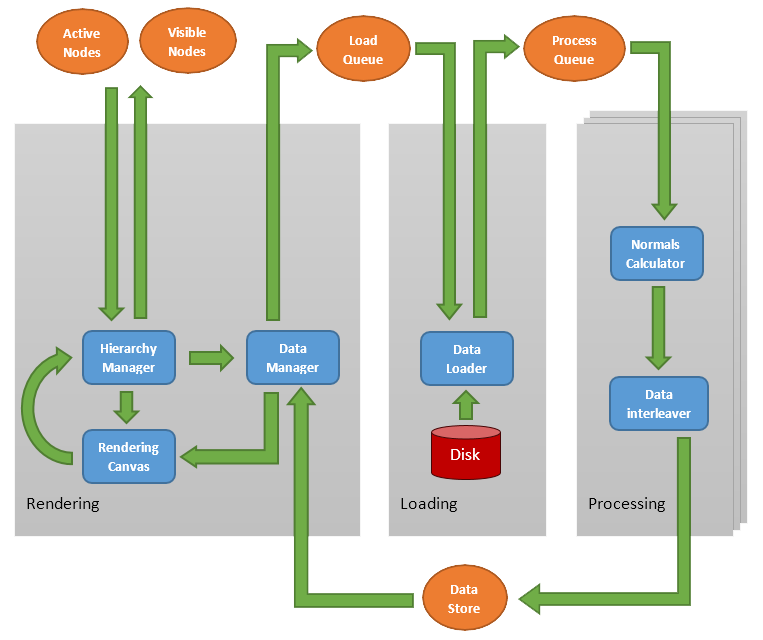 Active
Nodes
Visible
Nodes
Load
Queue
Process
Queue
Normals
Calculator
Hierarchy
Manager
Data
Manager
Data
Loader
Data
interleaver
Rendering
Canvas
Disk
Rendering
Loading
Processing
Data
Store